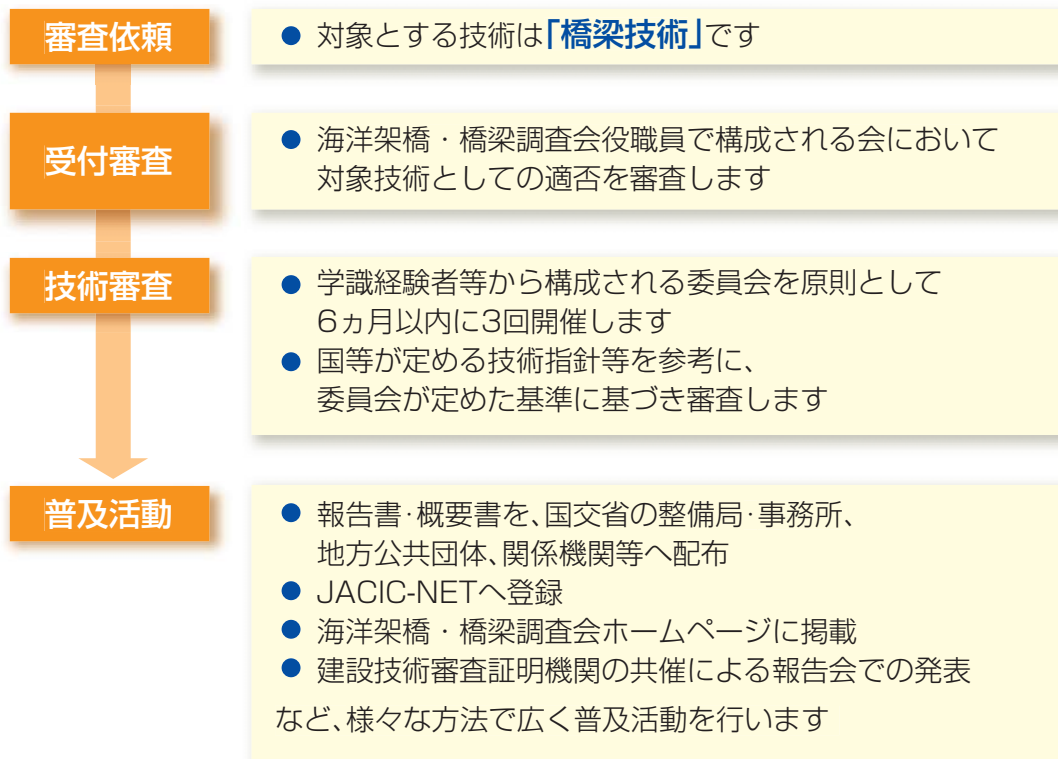 審査依頼
● 対象とする技術は「橋梁技術」です
受付審査
● 海洋架橋・橋梁調査会役職員で構成される会において
対象技術としての適否を審査します
技術審査
● 学識経験者等から構成される委員会を原則として
6ヵ月以内に3回開催します
● 国等が定める技術指針等を参考に、
委員会が定めた基準に基づき審査します
普及活動
● 報告書・概要書を、国交省の整備局・事務所、
地方公共団体、関係機関等へ配布
● JACIC-NETへ登録
● 海洋架橋・橋梁調査会ホームページに掲載
● 建設技術審査証明機関の共催による報告会での発表
など、様々な方法で広く普及活動を行います